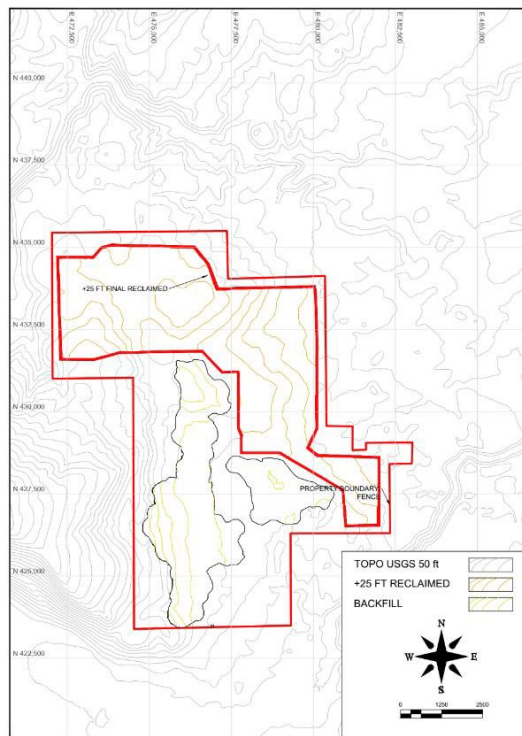 E 472,500
E 475,000
E 477,500
E 480,000
E 482,500
E 485,000
N 440,000
N 437,500
N 435,000
N 432,500
N 430,000
N 427,500
N 425,000
N 422,500
+25 FT FINAL RECLAIMED
PROPERTY BOUNDARY
FENCE
TOPO USGS 50 ft
+25 FT RECLAIMED
BACKFILL
N
W E
S
0 1250 2500